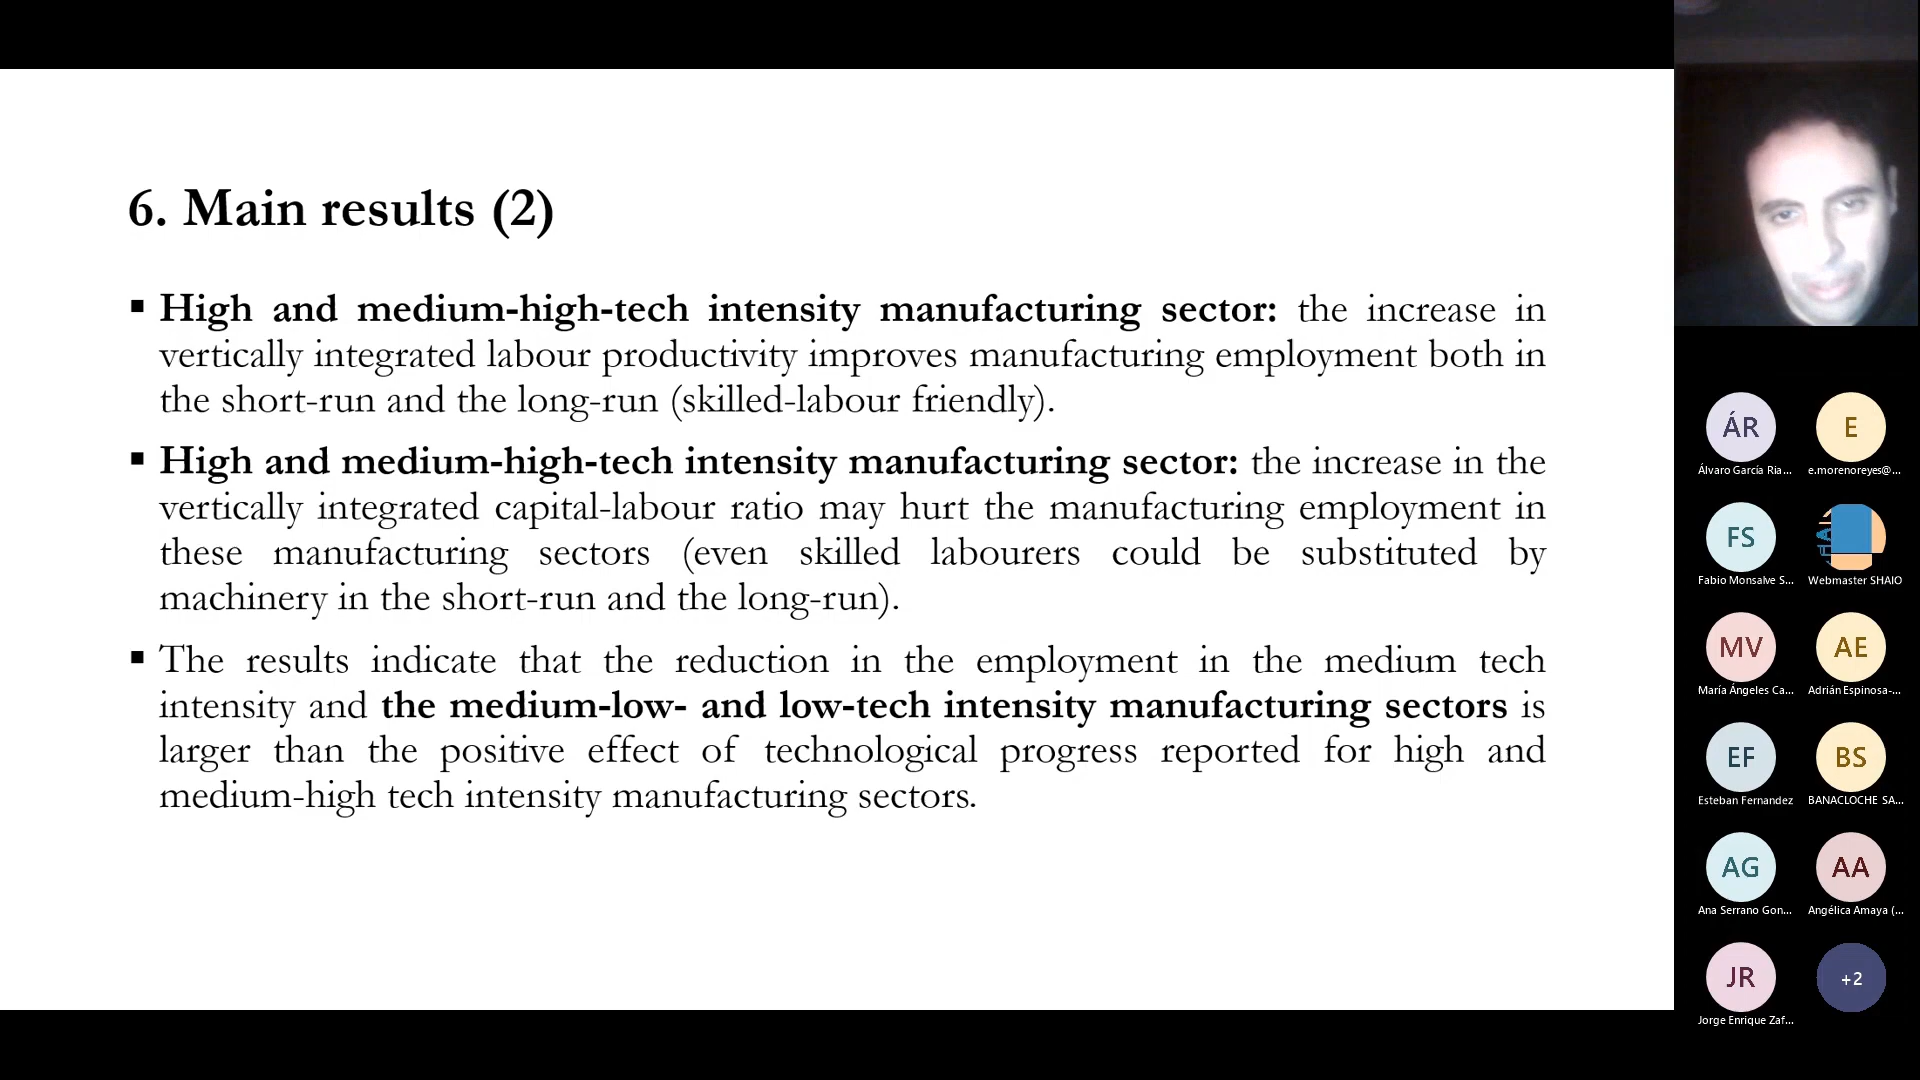 6. Main results (2)
▪ High and medium-high-tech intensity manufacturing sector: the increase in
vertically integrated labour productivity improves manufacturing employment both in
the short-run and the long-run (skilled-labour friendly).
▪ High and medium-high-tech intensity manufacturing sector: the increase in the
vertically integrated capital-labour ratio may hurt the manufacturing employment in
these manufacturing sectors (even skilled labourers could be substituted by
machinery in the short-run and the long-run).
▪ The results indicate that the reduction in the employment in the medium tech
intensity and the medium-low- and low-tech intensity manufacturing sectors is
larger than the positive effect of technological progress reported for high and
medium-high tech intensity manufacturing sectors.
ÁR
E
Álvaro García Ria...
e.morenoreyes@...
FS
Fabio Monsalve S...
Webmaster SHAIO
MV
AE
María Ángeles Ca...
Adrián Espinosa-...
EF
BS
Esteban Fernandez
BANACLOCHE SA...
AG
AA
Ana Serrano Gon...
Angélica Amaya (...
JR
+2
Jorge Enrique Zaf...